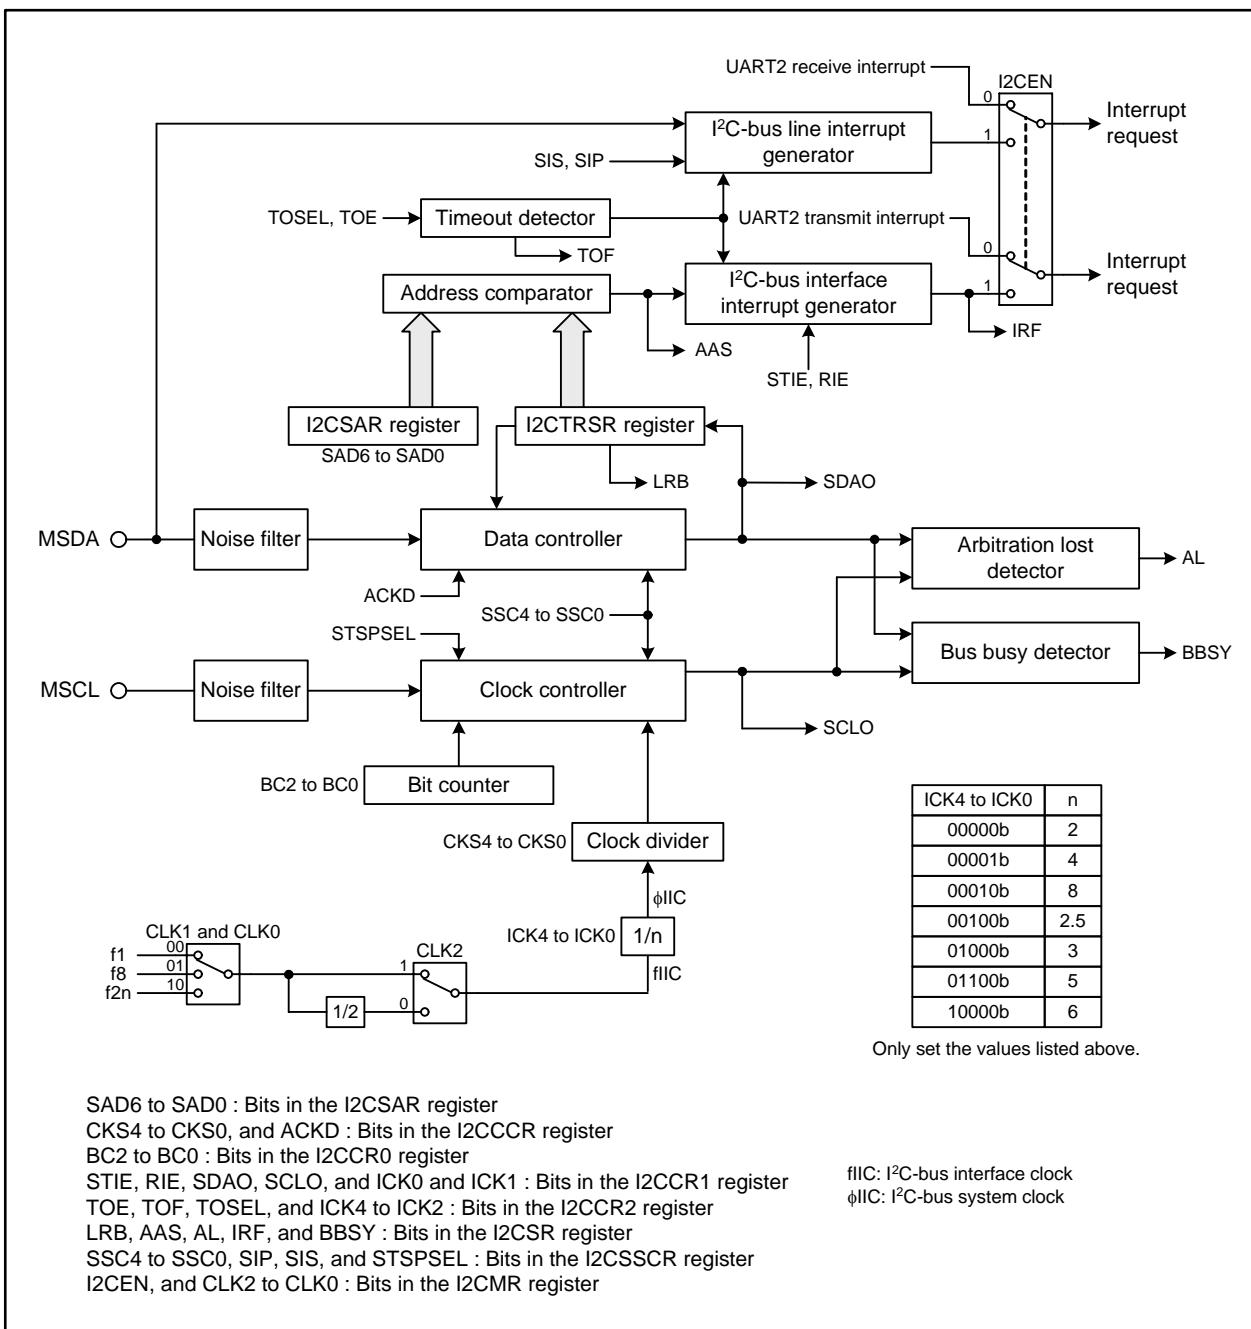 UART2 receive interrupt
I2CEN
0
Interrupt request
I²C-bus line interrupt generator
1
SIS, SIP
TOSEL, TOE
Timeout detector
UART2 transmit interrupt
TOF
0
Interrupt request
Address comparator
I²C-bus interface interrupt generator
1
IRF
AAS
STIE, RIE
I2CSAR register
I2CTRSR register
SAD6 to SAD0
LRB
SDAO
MSDA
Noise filter
Data controller
Arbitration lost detector
AL
ACKD
SSC4 to SSC0
STSPSEL
MSCL
Noise filter
Clock controller
Bus busy detector
BBSY
SCLO
BC2 to BC0
Bit counter
CKS4 to CKS0
Clock divider
ϕIIC
ICK4 to ICK0
1/n
fIIC
CLK1 and CLK0
f1
00
f8
01
f2n
10
1/2
CLK2
1
0
ICK4 to ICK0 n
00000b 2
00001b 4
00010b 8
00100b 2.5
01000b 3
01100b 5
10000b 6
Only set the values listed above.
SAD6 to SAD0 : Bits in the I2CSAR register
CKS4 to CKS0, and ACKD : Bits in the I2CCCR register
BC2 to BC0 : Bits in the I2CCR0 register
STIE, RIE, SDAO, SCLO, and ICK0 and ICK1 : Bits in the I2CCR1 register
TOE, TOF, TOSEL, and ICK4 to ICK2 : Bits in the I2CCR2 register
LRB, AAS, AL, IRF, and BBSY : Bits in the I2CSR register
SSC4 to SSC0, SIP, SIS, and STSPSEL : Bits in the I2CSSCR register
I2CEN, and CLK2 to CLK0 : Bits in the I2CMR register
fIIC: I²C-bus interface clock
ϕIIC: I²C-bus system clock